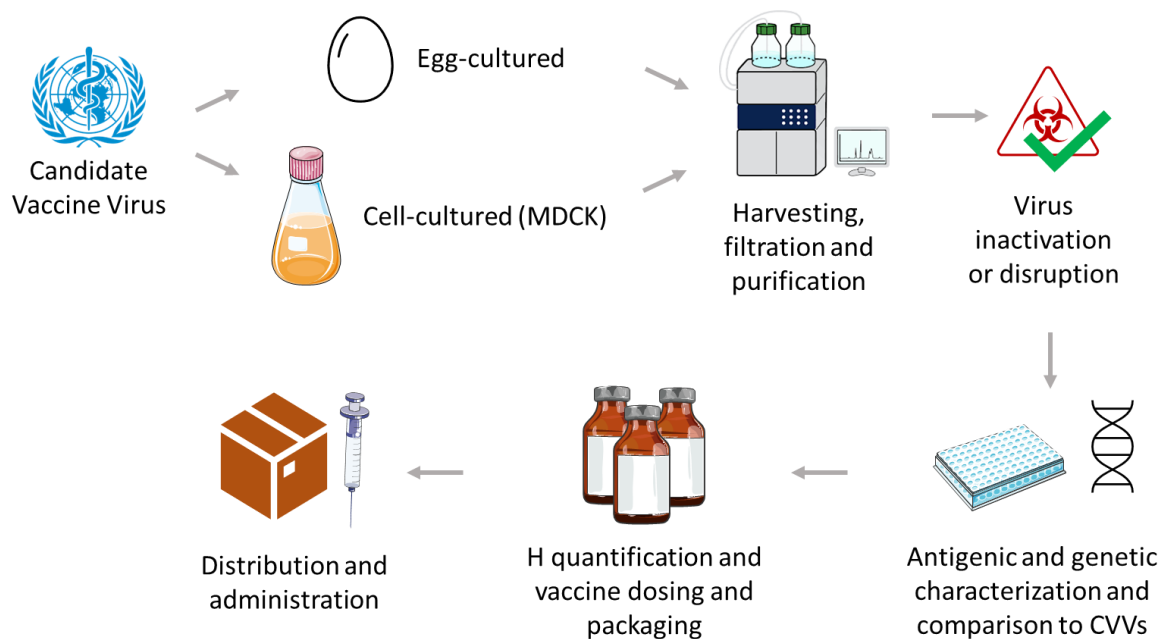 Candidate
Vaccine Virus
Egg-cultured
Cell-cultured (MDCK)
Harvesting,
filtration and
purification
Virus
inactivation
or disruption
Antigenic and genetic
characterization and
comparison to CVVs
H quantification and
vaccine dosing and
packaging
Distribution and
administration